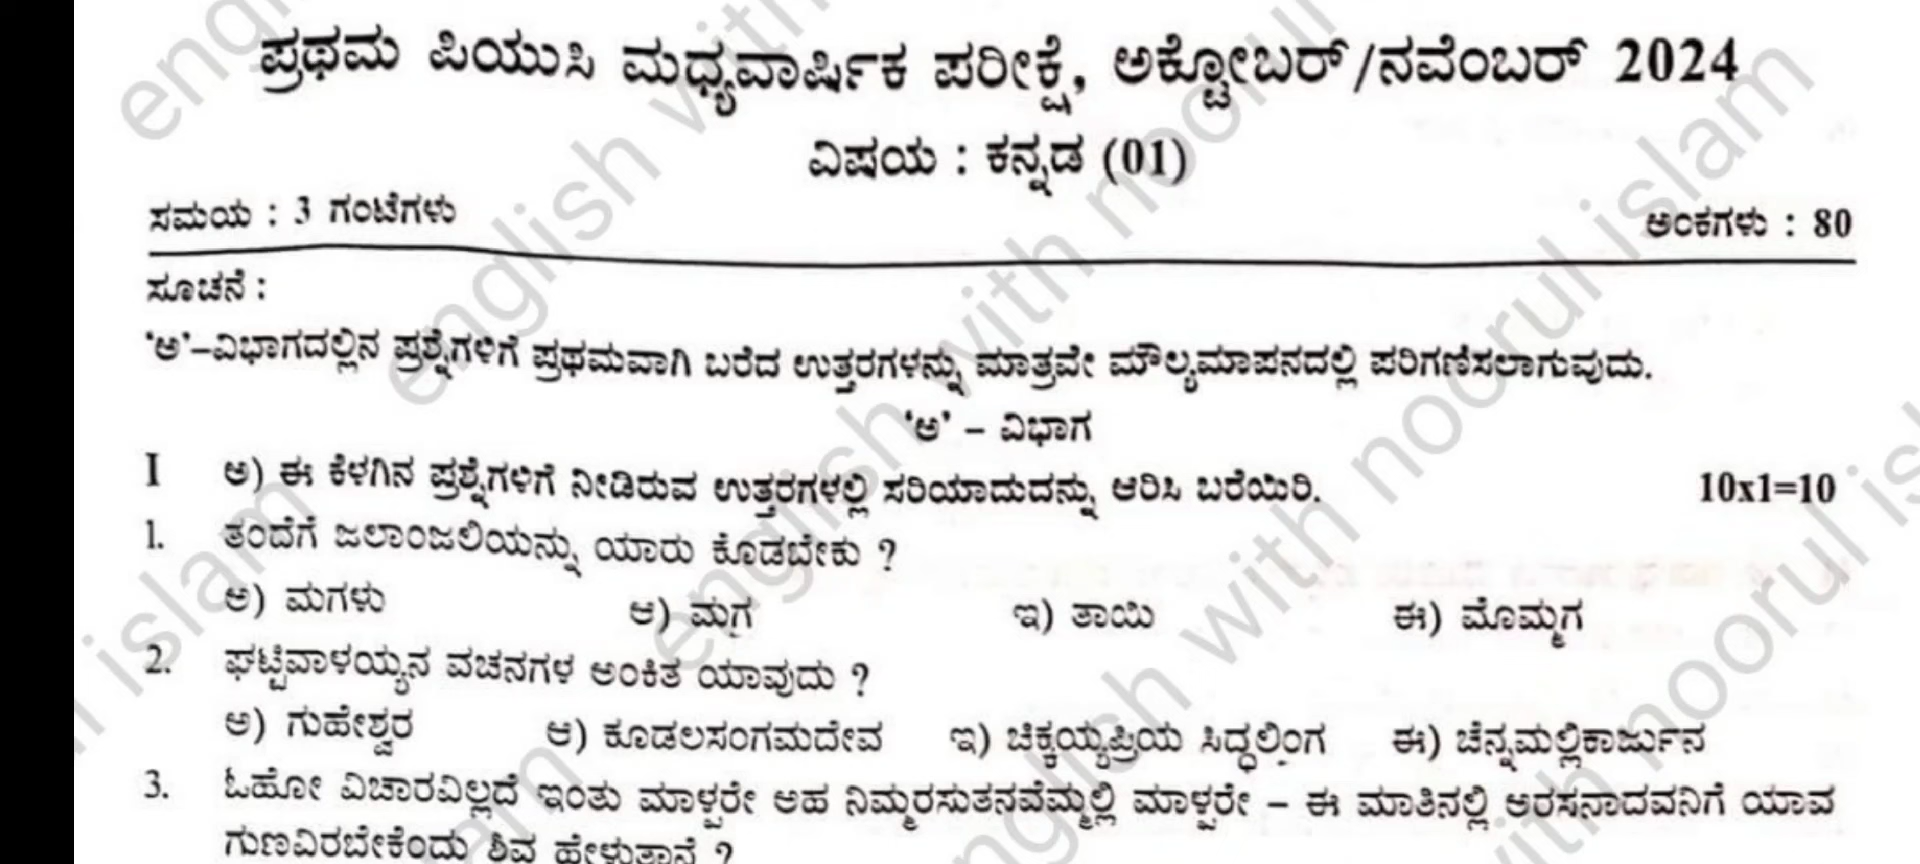 ಪ್ರಥಮ ಪಿಯುಸಿ ಮಧ್ಯವಾರ್ಷಿಕ ಪರೀಕ್ಷೆ, ಅಕ್ಟೋಬರ್/ನವೆಂಬರ್ 2024
ವಿಷಯ : ಕನ್ನಡ (01)
ಸಮಯ : 3 ಗಂಟೆಗಳು ಅಂಕಗಳು : 80
ಸೂಚನೆ :
'ಅ'–ವಿಭಾಗದಲ್ಲಿನ ಪ್ರಶ್ನೆಗಳಿಗೆ ಪ್ರಥಮವಾಗಿ ಬರೆದ ಉತ್ತರಗಳನ್ನು ಮಾತ್ರವೇ ಮೌಲ್ಯಮಾಪನದಲ್ಲಿ ಪರಿಗಣಿಸಲಾಗುವುದು.
'ಅ' – ವಿಭಾಗ
I ಅ) ಈ ಕೆಳಗಿನ ಪ್ರಶ್ನೆಗಳಿಗೆ ನೀಡಿರುವ ಉತ್ತರಗಳಲ್ಲಿ ಸರಿಯಾದುದನ್ನು ಆರಿಸಿ ಬರೆಯಿರಿ. 10x1=10
1. ತಂದೆಗೆ ಜಲಾಂಜಲಿಯನ್ನು ಯಾರು ಕೊಡಬೇಕು ?
ಅ) ಮಗಳು ಆ) ಮಗ ಇ) ತಾಯಿ ಈ) ಮೊಮ್ಮಗ
2. ಘಟ್ಟಿವಾಳಯ್ಯನ ವಚನಗಳ ಅಂಕಿತ ಯಾವುದು ?
ಅ) ಗುಹೇಶ್ವರ ಆ) ಕೂಡಲಸಂಗಮದೇವ ಇ) ಚಿಕ್ಕಯ್ಯಪ್ರಿಯ ಸಿದ್ಧಲಿಂಗ ಈ) ಚೆನ್ನಮಲ್ಲಿಕಾರ್ಜುನ
3. ಓಹೋ ವಿಚಾರವಿಲ್ಲದೆ ಇಂತು ಮಾಳ್ಪರೇ ಅಹ ನಿಮ್ಮರಸುತನವೆಮ್ಮಲ್ಲಿ ಮಾಳ್ಪರೇ – ಈ ಮಾತಿನಲ್ಲಿ ಅರಸನಾದವನಿಗೆ ಯಾವ
ಗುಣವಿರಬೇಕೆಂದು ಶಿವ ಹೇಳುತ್ತಾನೆ ?
english with noorul islam